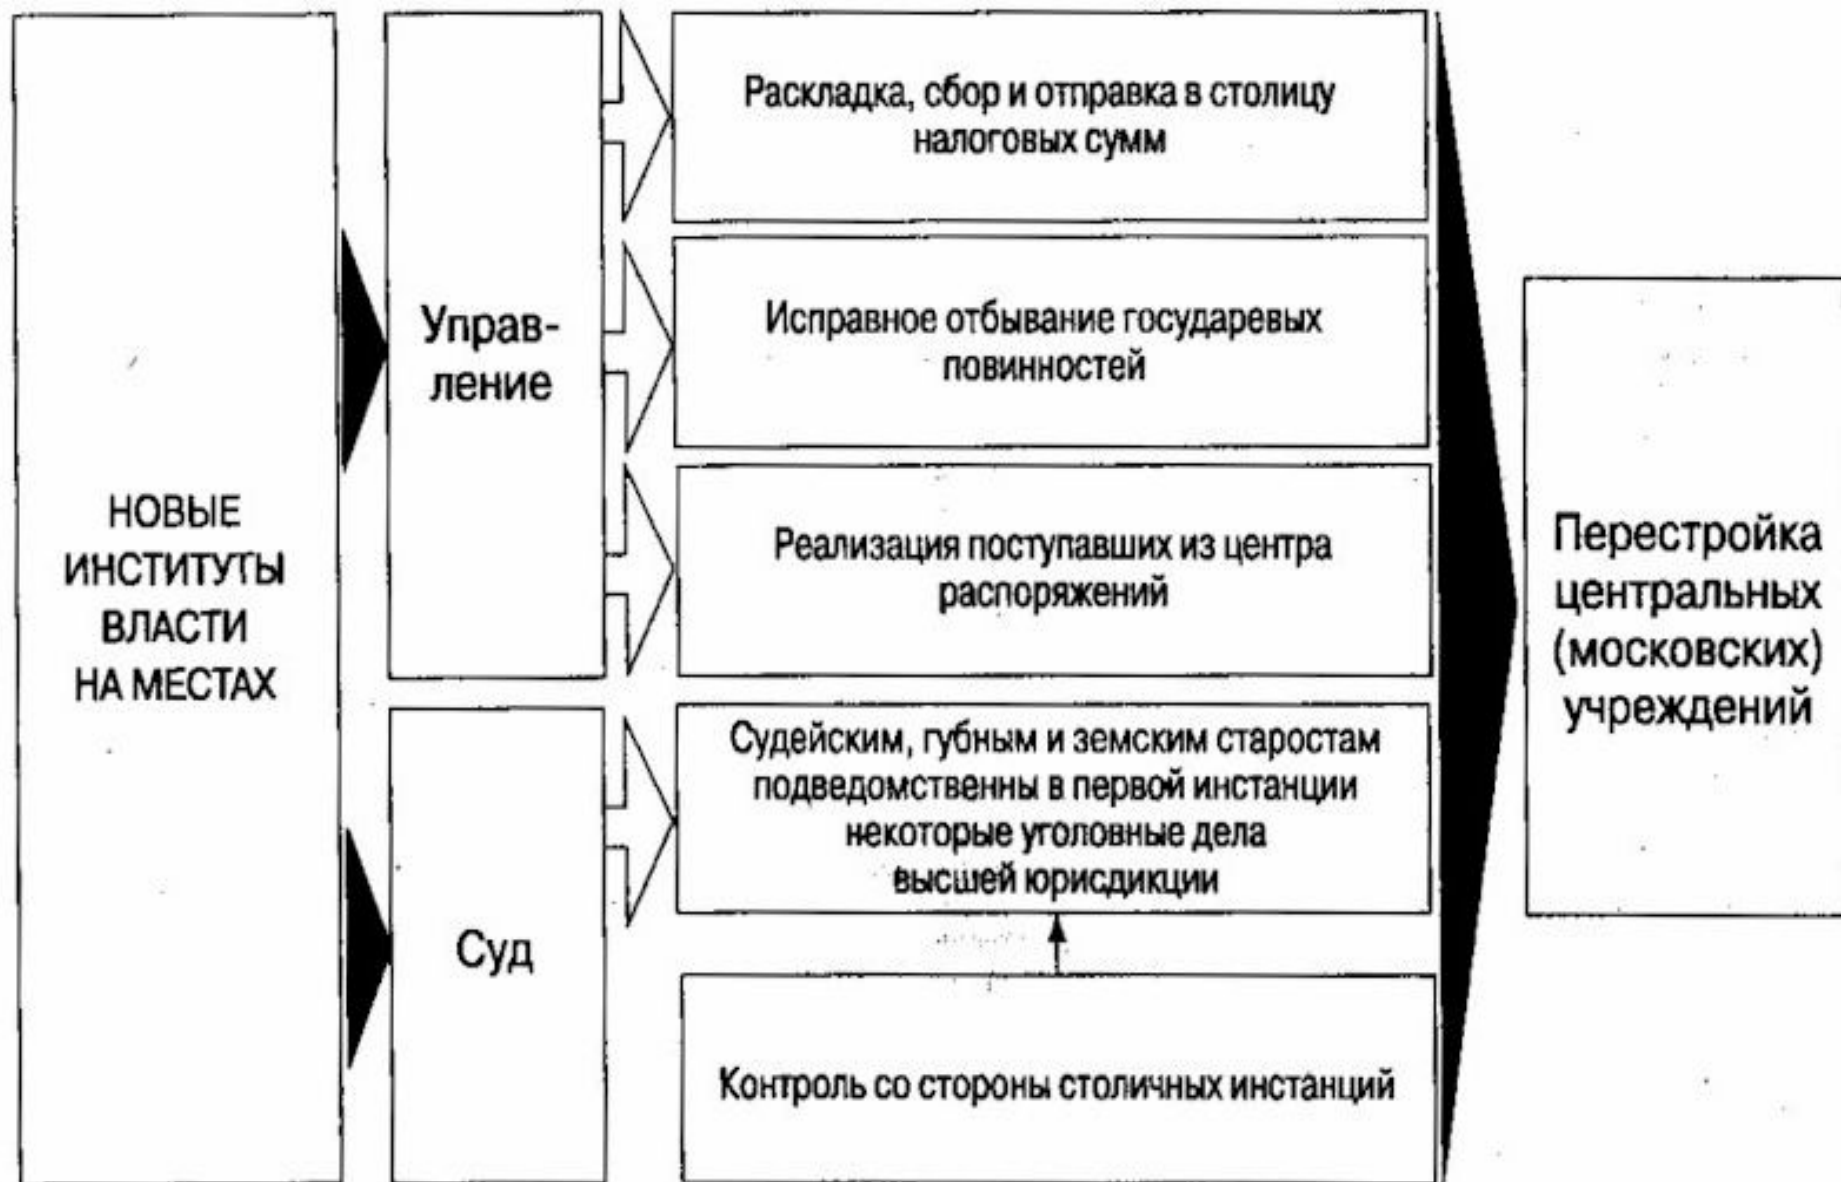 НОВЫЕ
ИНСТИТУТЫ
ВЛАСТИ
НА МЕСТАХ
Управ-
ление
Раскладка, сбор и отправка в столицу
налоговых сумм
Исправное отбывание государевых
повинностей
Реализация поступавших из центра
распоряжений
Суд
Судейским, губным и земским старостам
подведомственны в первой инстанции
некоторые уголовные дела
высшей юрисдикции
Контроль со стороны столичных инстанций
Перестройка
центральных
(московских)
учреждений